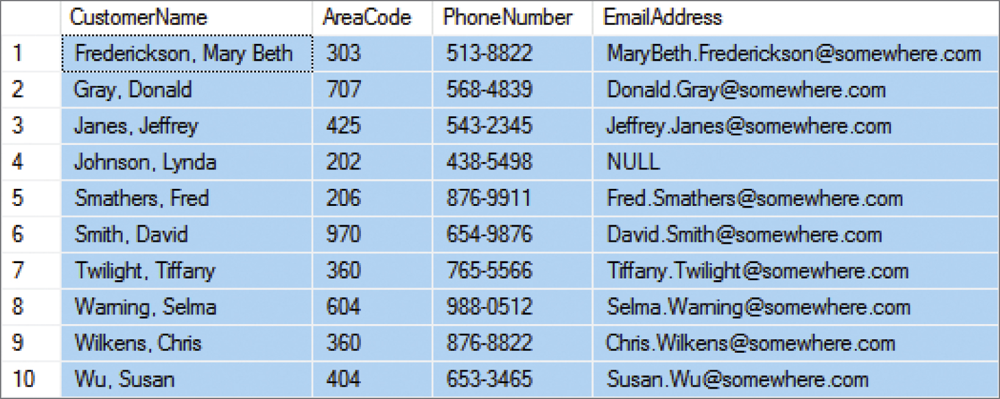 CustomerName AreaCode PhoneNumber EmailAddress
1 Frederickson, Mary Beth 303 513-8822 MaryBeth.Frederickson@somewhere.com
2 Gray, Donald 707 568-4839 Donald.Gray@somewhere.com
3 Janes, Jeffrey 425 543-2345 Jeffrey.Janes@somewhere.com
4 Johnson, Lynda 202 438-5498 NULL
5 Smathers, Fred 206 876-9911 Fred.Smathers@somewhere.com
6 Smith, David 970 654-9876 David.Smith@somewhere.com
7 Twilight, Tiffany 360 765-5566 Tiffany.Twilight@somewhere.com
8 Warning, Selma 604 988-0512 Selma.Warning@somewhere.com
9 Wilkens, Chris 360 876-8822 Chris.Wilkens@somewhere.com
10 Wu, Susan 404 653-3465 Susan.Wu@somewhere.com